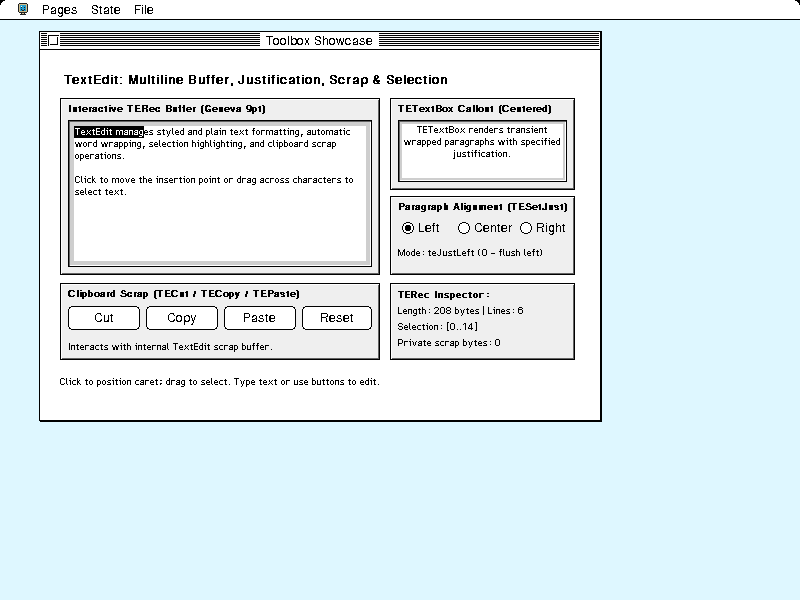 Pages State File
Toolbox Showcase
TextEdit: Multiline Buffer, Justification, Scrap & Selection
Interactive TERec Buffer (Geneva 9pt)
TextEdit manages styled and plain text formatting, automatic
word wrapping, selection highlighting, and clipboard scrap
operations.
Click to move the insertion point or drag across characters to
select text.
TETextBox Callout (Centered)
TETextBox renders transient
wrapped paragraphs with specified
justification.
Paragraph Alignment (TESetJust)
Left Center Right
Mode: teJustLeft (0 - flush left)
Clipboard Scrap (TECut / TECopy / TEPaste)
Cut Copy Paste Reset
Interacts with internal TextEdit scrap buffer.
TERec Inspector:
Length: 208 bytes | Lines: 6
Selection: [0..14]
Private scrap bytes: 0
Click to position caret; drag to select. Type text or use buttons to edit.